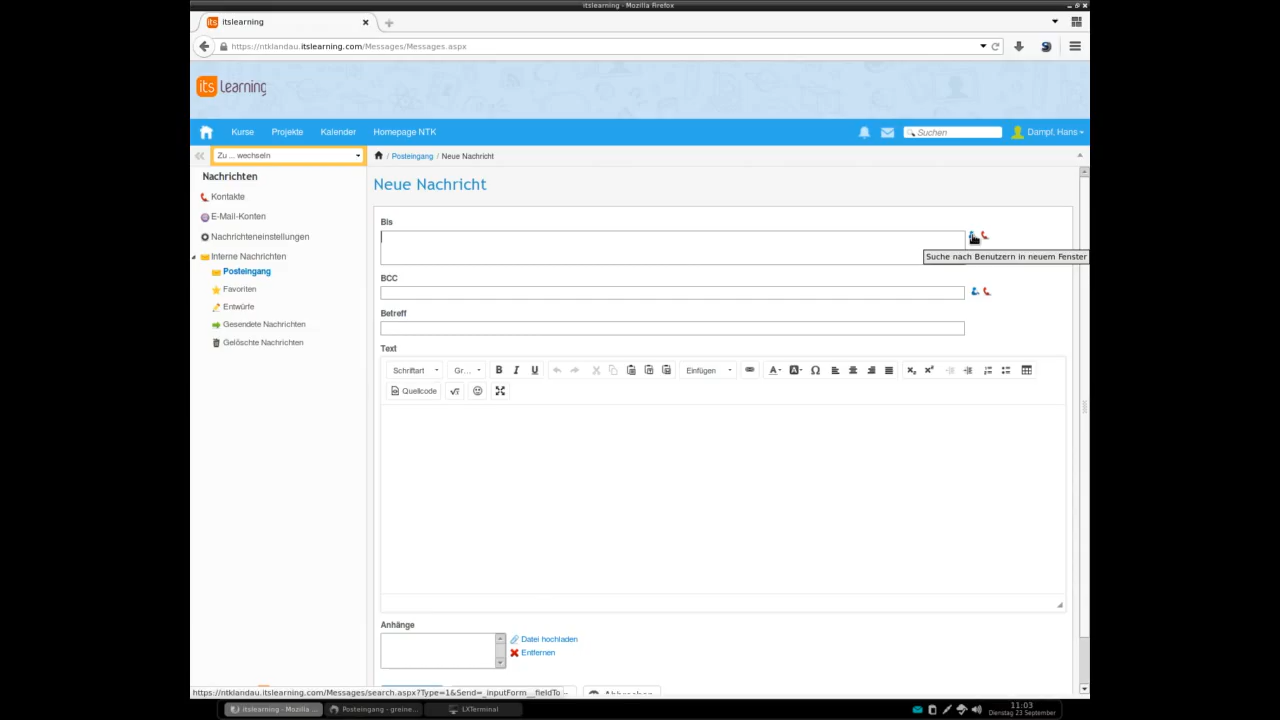 itslearning - Mozilla Firefox
itslearning
https://ntklandau.itslearning.com/Messages/Messages.aspx
its learning
Kurse Projekte Kalender Homepage NTK Suchen Dampf, Hans
Zu ... wechseln / Posteingang / Neue Nachricht
Nachrichten
Kontakte
E-Mail-Konten
Nachrichteneinstellungen
Interne Nachrichten
Posteingang
Favoriten
Entwürfe
Gesendete Nachrichten
Gelöschte Nachrichten
Neue Nachricht
Bis
Suche nach Benutzern in neuem Fenster
BCC
Betreff
Text
Schriftart Gr... B I U Einfügen A A Ω x₂ x²
Quellcode √
Anhänge
Datei hochladen
Entfernen
Abbrechen
https://ntklandau.itslearning.com/Messages/search.aspx?Type=1&Send=_inputForm__fieldTo
itslearning - Mozilla ... Posteingang - greine... LXTerminal
11:03
Dienstag 23 September